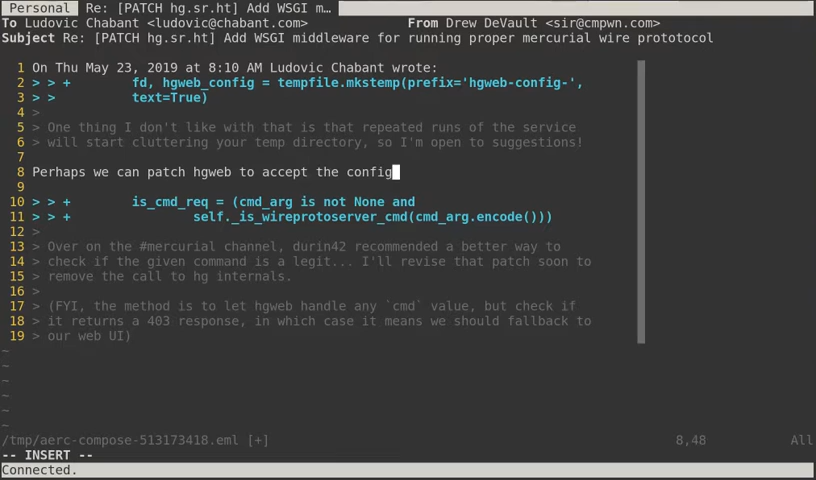 Personal Re: [PATCH hg.sr.ht] Add WSGI m…
To Ludovic Chabant <ludovic@chabant.com> From Drew DeVault <sir@cmpwn.com>
Subject Re: [PATCH hg.sr.ht] Add WSGI middleware for running proper mercurial wire prototocol
1 On Thu May 23, 2019 at 8:10 AM Ludovic Chabant wrote:
2 > > + fd, hgweb_config = tempfile.mkstemp(prefix='hgweb-config-',
3 > > text=True)
4 >
5 > One thing I don't like with that is that repeated runs of the service
6 > will start cluttering your temp directory, so I'm open to suggestions!
7
8 Perhaps we can patch hgweb to accept the config
9
10 > > + is_cmd_req = (cmd_arg is not None and
11 > > + self._is_wireprotoserver_cmd(cmd_arg.encode()))
12 >
13 > Over on the #mercurial channel, durin42 recommended a better way to
14 > check if the given command is a legit... I'll revise that patch soon to
15 > remove the call to hg internals.
16 >
17 > (FYI, the method is to let hgweb handle any `cmd` value, but check if
18 > it returns a 403 response, in which case it means we should fallback to
19 > our web UI)
~
~
~
~
~
~
/tmp/aerc-compose-513173418.eml [+] 8,48 All
-- INSERT --
Connected.